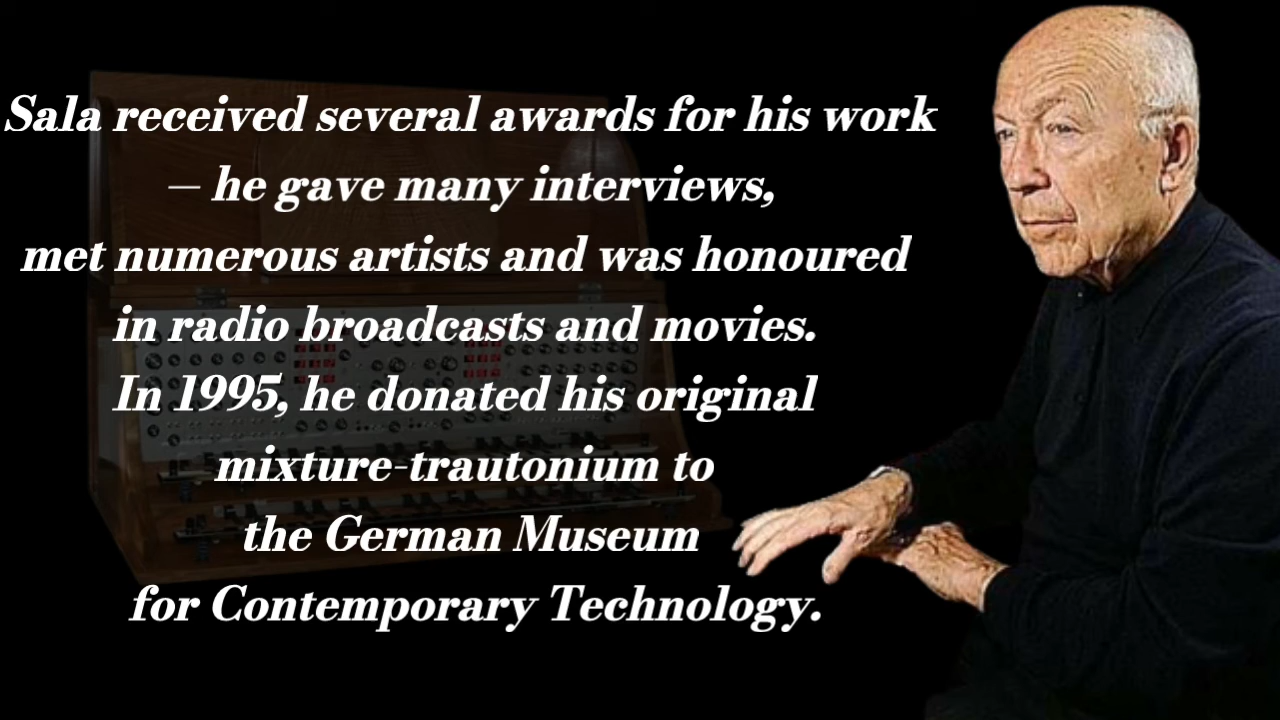 Sala received several awards for his work
— he gave many interviews,
met numerous artists and was honoured
in radio broadcasts and movies.
In 1995, he donated his original
mixture-trautonium to
the German Museum
for Contemporary Technology.